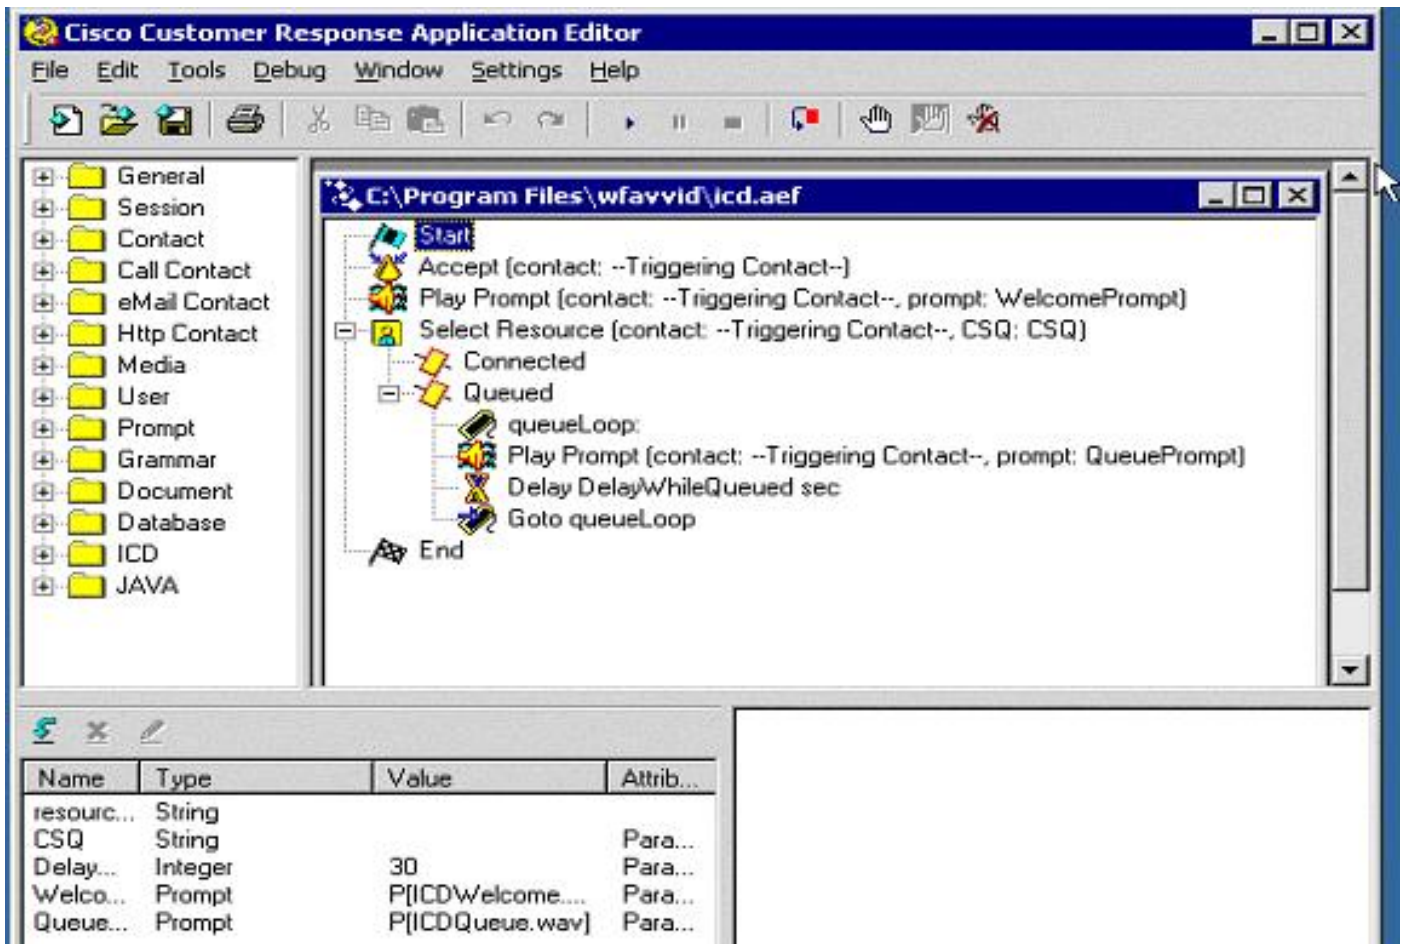 Cisco Customer Response Application Editor
File Edit Tools Debug Window Settings Help
General
Session
Contact
Call Contact
eMail Contact
Http Contact
Media
User
Prompt
Grammar
Document
Database
ICD
JAVA
C:\Program Files\wfavvid\icd.aef
Start
Accept (contact: --Triggering Contact--)
Play Prompt (contact: --Triggering Contact--, prompt: WelcomePrompt)
Select Resource (contact: --Triggering Contact--, CSQ: CSQ)
Connected
Queued
queueLoop:
Play Prompt (contact: --Triggering Contact--, prompt: QueuePrompt)
Delay DelayWhileQueued sec
Goto queueLoop
End
Name Type Value Attrib...
resourc... String
CSQ String Para...
Delay... Integer 30 Para...
Welco... Prompt P[ICDWelcome.... Para...
Queue... Prompt P[ICDQueue.wav] Para...